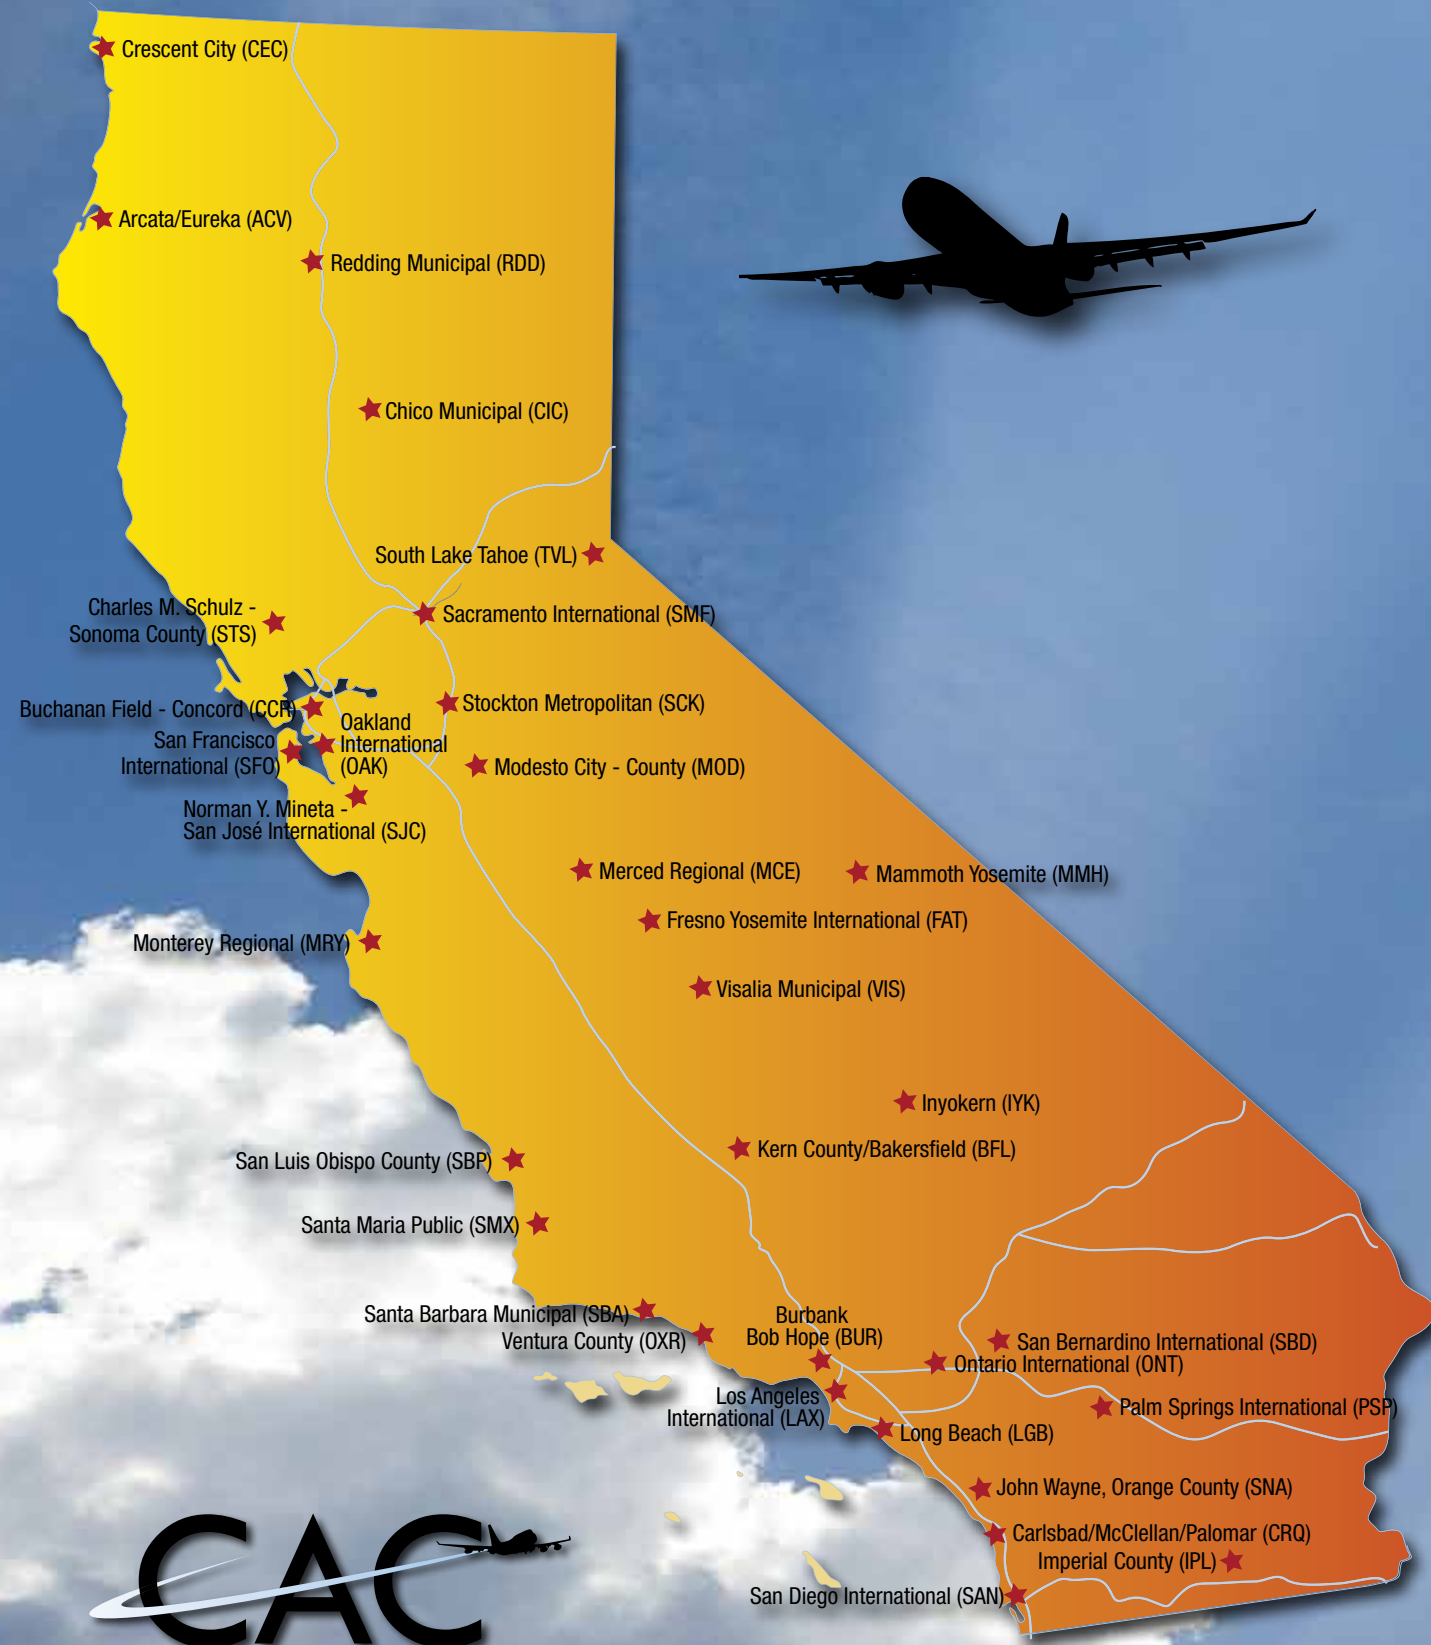 Crescent City (CEC)
Arcata/Eureka (ACV)
Redding Municipal (RDD)
Chico Municipal (CIC)
South Lake Tahoe (TVL)
Charles M. Schulz -
Sonoma County (STS)
Sacramento International (SMF)
Buchanan Field - Concord (CCR)
Stockton Metropolitan (SCK)
Oakland
International
(OAK)
San Francisco
International (SFO)
Modesto City - County (MOD)
Norman Y. Mineta -
San José International (SJC)
Merced Regional (MCE)
Mammoth Yosemite (MMH)
Fresno Yosemite International (FAT)
Monterey Regional (MRY)
Visalia Municipal (VIS)
Inyokern (IYK)
Kern County/Bakersfield (BFL)
San Luis Obispo County (SBP)
Santa Maria Public (SMX)
Santa Barbara Municipal (SBA)
Ventura County (OXR)
Burbank
Bob Hope (BUR)
San Bernardino International (SBD)
Ontario International (ONT)
Los Angeles
International (LAX)
Palm Springs International (PSP)
Long Beach (LGB)
John Wayne, Orange County (SNA)
Carlsbad/McClellan/Palomar (CRQ)
Imperial County (IPL)
San Diego International (SAN)
CAC